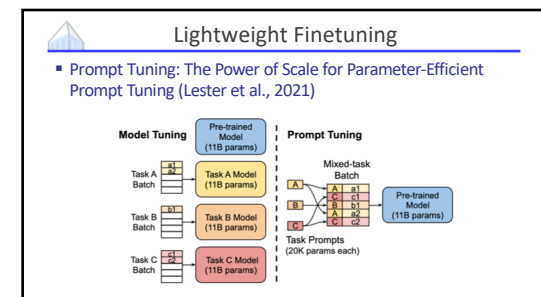 Lightweight Finetuning
▪ Prompt Tuning: The Power of Scale for Parameter-Efficient
Prompt Tuning (Lester et al., 2021)
Model Tuning
Pre-trained
Model
(11B params)
a1
a2
Task A
Batch
Task A Model
(11B params)
b1
Task B
Batch
Task B Model
(11B params)
c1
c2
Task C
Batch
Task C Model
(11B params)
Prompt Tuning
Mixed-task
Batch
A
B
C
A a1
C c1
B b1
A a2
C c2
Pre-trained
Model
(11B params)
Task Prompts
(20K params each)